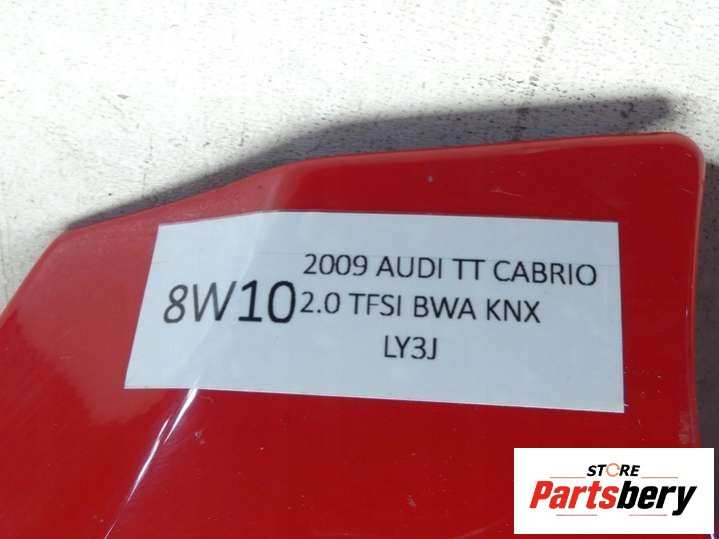 8W10
2009 AUDI TT CABRIO
2.0 TFSI BWA KNX
LY3J
STORE
Partsbery